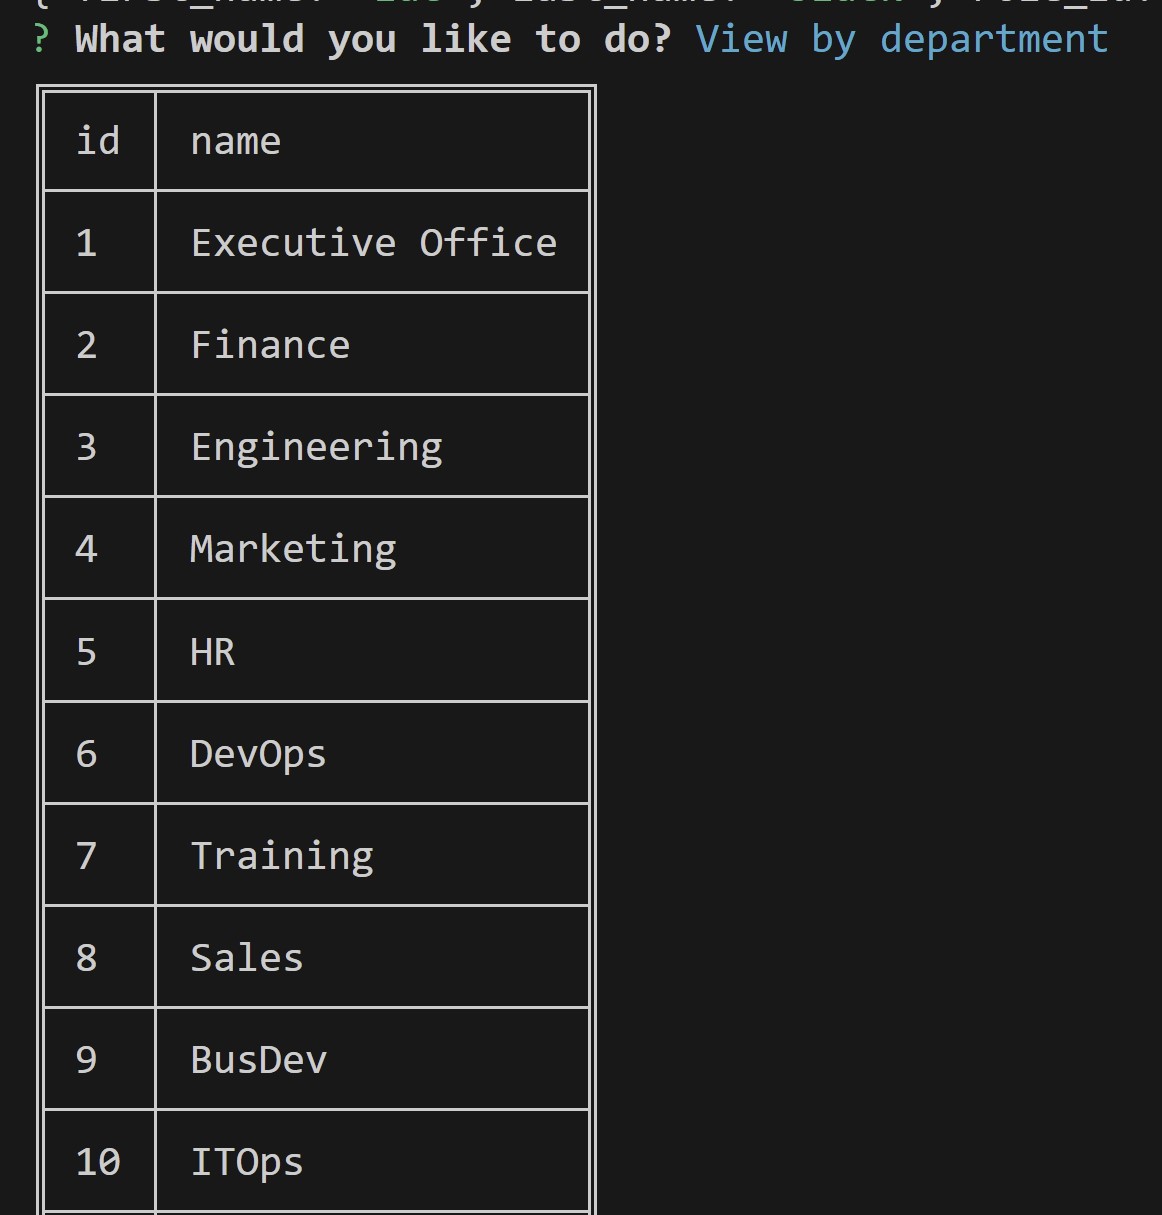 ? What would you like to do? View by department
id name
1 Executive Office
2 Finance
3 Engineering
4 Marketing
5 HR
6 DevOps
7 Training
8 Sales
9 BusDev
10 ITOps